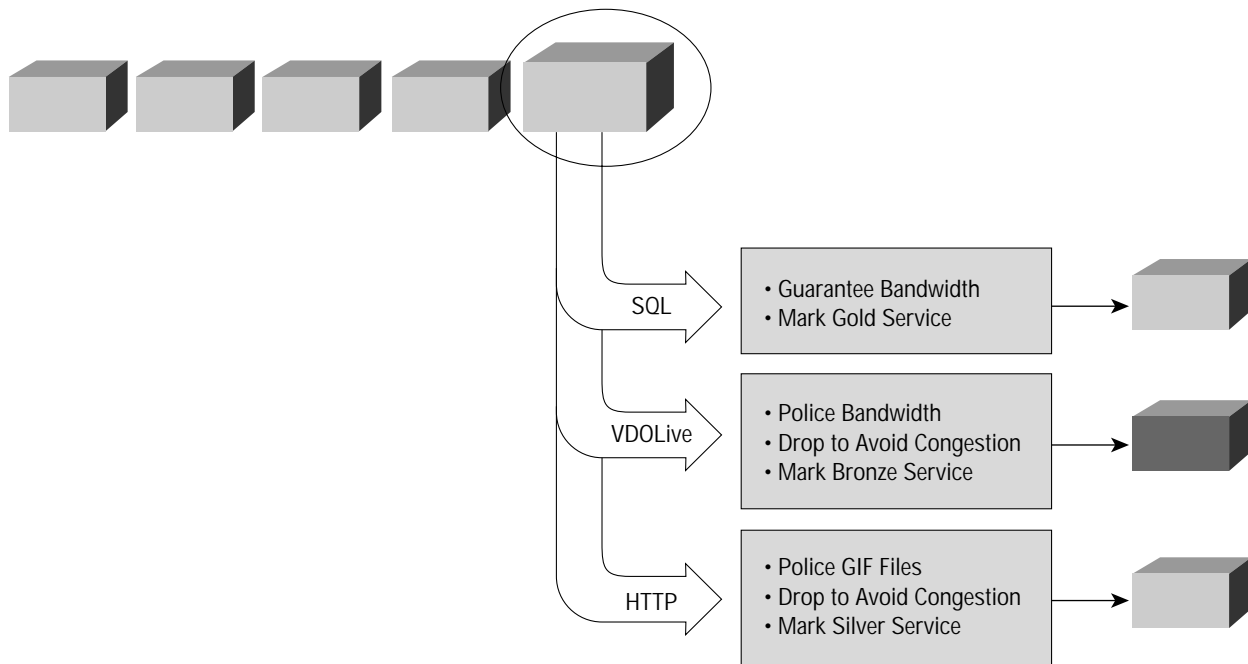 SQL
• Guarantee Bandwidth
• Mark Gold Service
VDOLive
• Police Bandwidth
• Drop to Avoid Congestion
• Mark Bronze Service
HTTP
• Police GIF Files
• Drop to Avoid Congestion
• Mark Silver Service